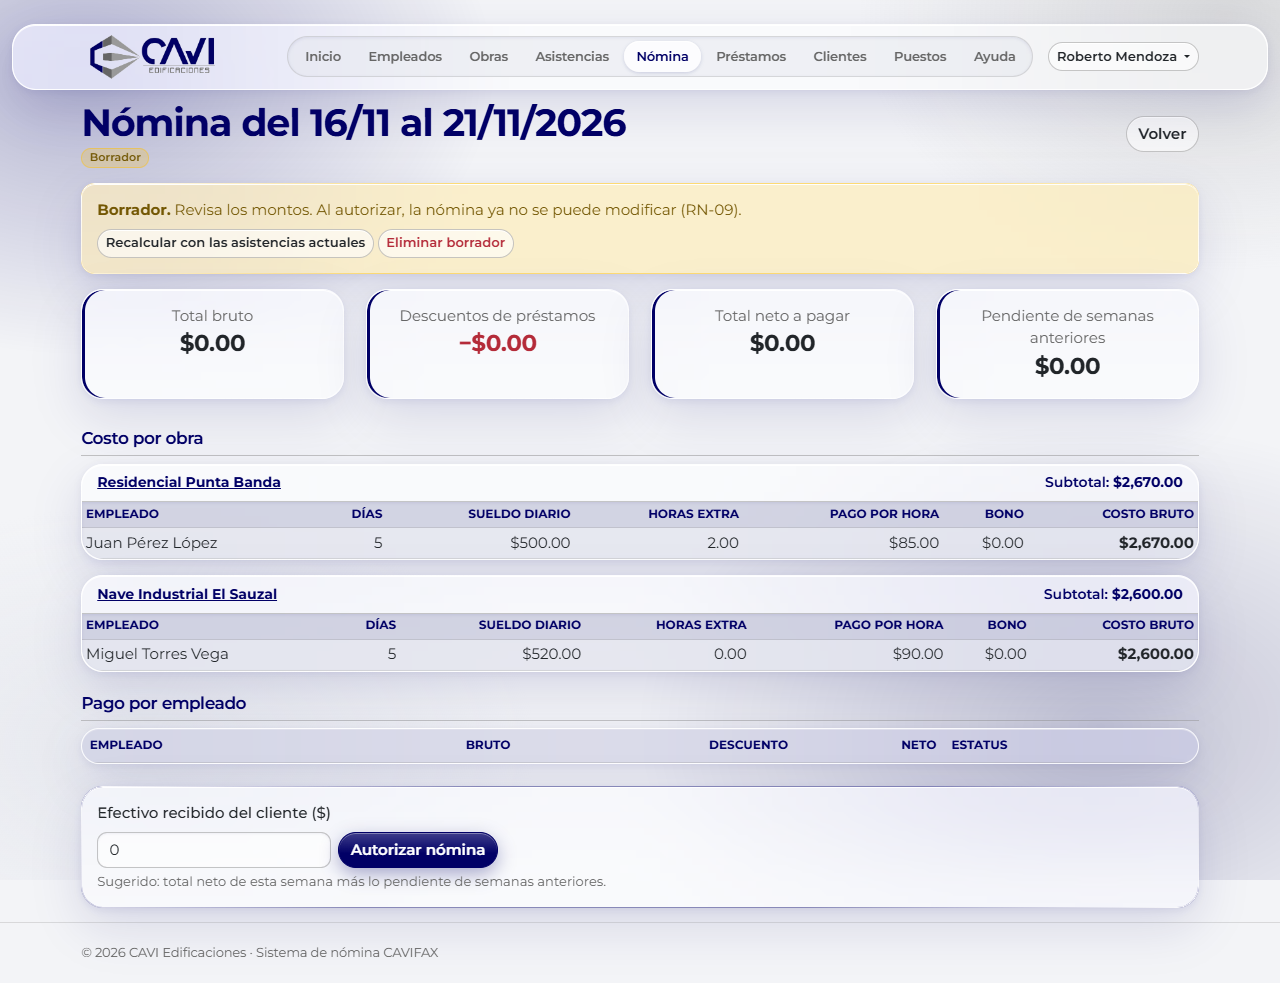 CAVI
EDIFICACIONES
Inicio Empleados Obras Asistencias Nómina Préstamos Clientes Puestos Ayuda
Roberto Mendoza
Nómina del 16/11 al 21/11/2026
Volver
Borrador
Borrador. Revisa los montos. Al autorizar, la nómina ya no se puede modificar (RN-09).
Recalcular con las asistencias actuales Eliminar borrador
Total bruto
$0.00
Descuentos de préstamos
−$0.00
Total neto a pagar
$0.00
Pendiente de semanas
anteriores
$0.00
Costo por obra
Residencial Punta Banda Subtotal: $2,670.00
EMPLEADO DÍAS SUELDO DIARIO HORAS EXTRA PAGO POR HORA BONO COSTO BRUTO
Juan Pérez López 5 $500.00 2.00 $85.00 $0.00 $2,670.00
Nave Industrial El Sauzal Subtotal: $2,600.00
EMPLEADO DÍAS SUELDO DIARIO HORAS EXTRA PAGO POR HORA BONO COSTO BRUTO
Miguel Torres Vega 5 $520.00 0.00 $90.00 $0.00 $2,600.00
Pago por empleado
EMPLEADO BRUTO DESCUENTO NETO ESTATUS
Efectivo recibido del cliente ($)
0 Autorizar nómina
Sugerido: total neto de esta semana más lo pendiente de semanas anteriores.
© 2026 CAVI Edificaciones · Sistema de nómina CAVIFAX